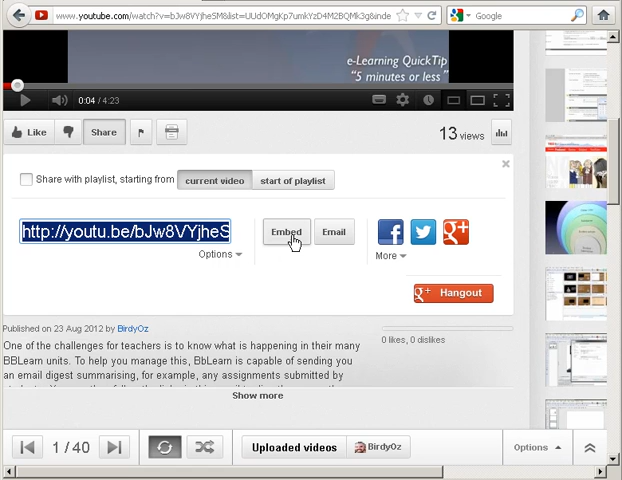 www.youtube.com/watch?v=bJw8VYjheSM&list=UUdOMgKp7umkYzD4M2BQMk3g&inde
Google
e-Learning QuickTip
"5 minutes or less"
0:04 / 4:23
Like
Share
13 views
Share with playlist, starting from
current video
start of playlist
http://youtu.be/bJw8VYjheS
Embed
Email
Options
More
Hangout
Published on 23 Aug 2012 by BirdyOz
0 likes, 0 dislikes
One of the challenges for teachers is to know what is happening in their many
BBLearn units. To help you manage this, BbLearn is capable of sending you
an email digest summarising, for example, any assignments submitted by
Show more
1 / 40
Uploaded videos
BirdyOz
Options